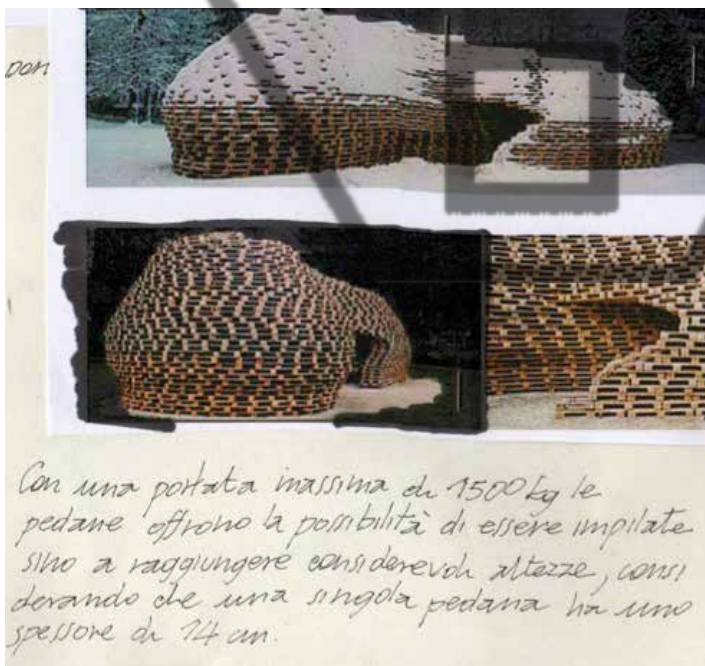 pon
Con una portata massima di 1500 kg le
pedane offrono la possibilità di essere impilate
sino a raggiungere considerevoli altezze, consi
derando che una singola pedana ha uno
spessore di 14 cm.